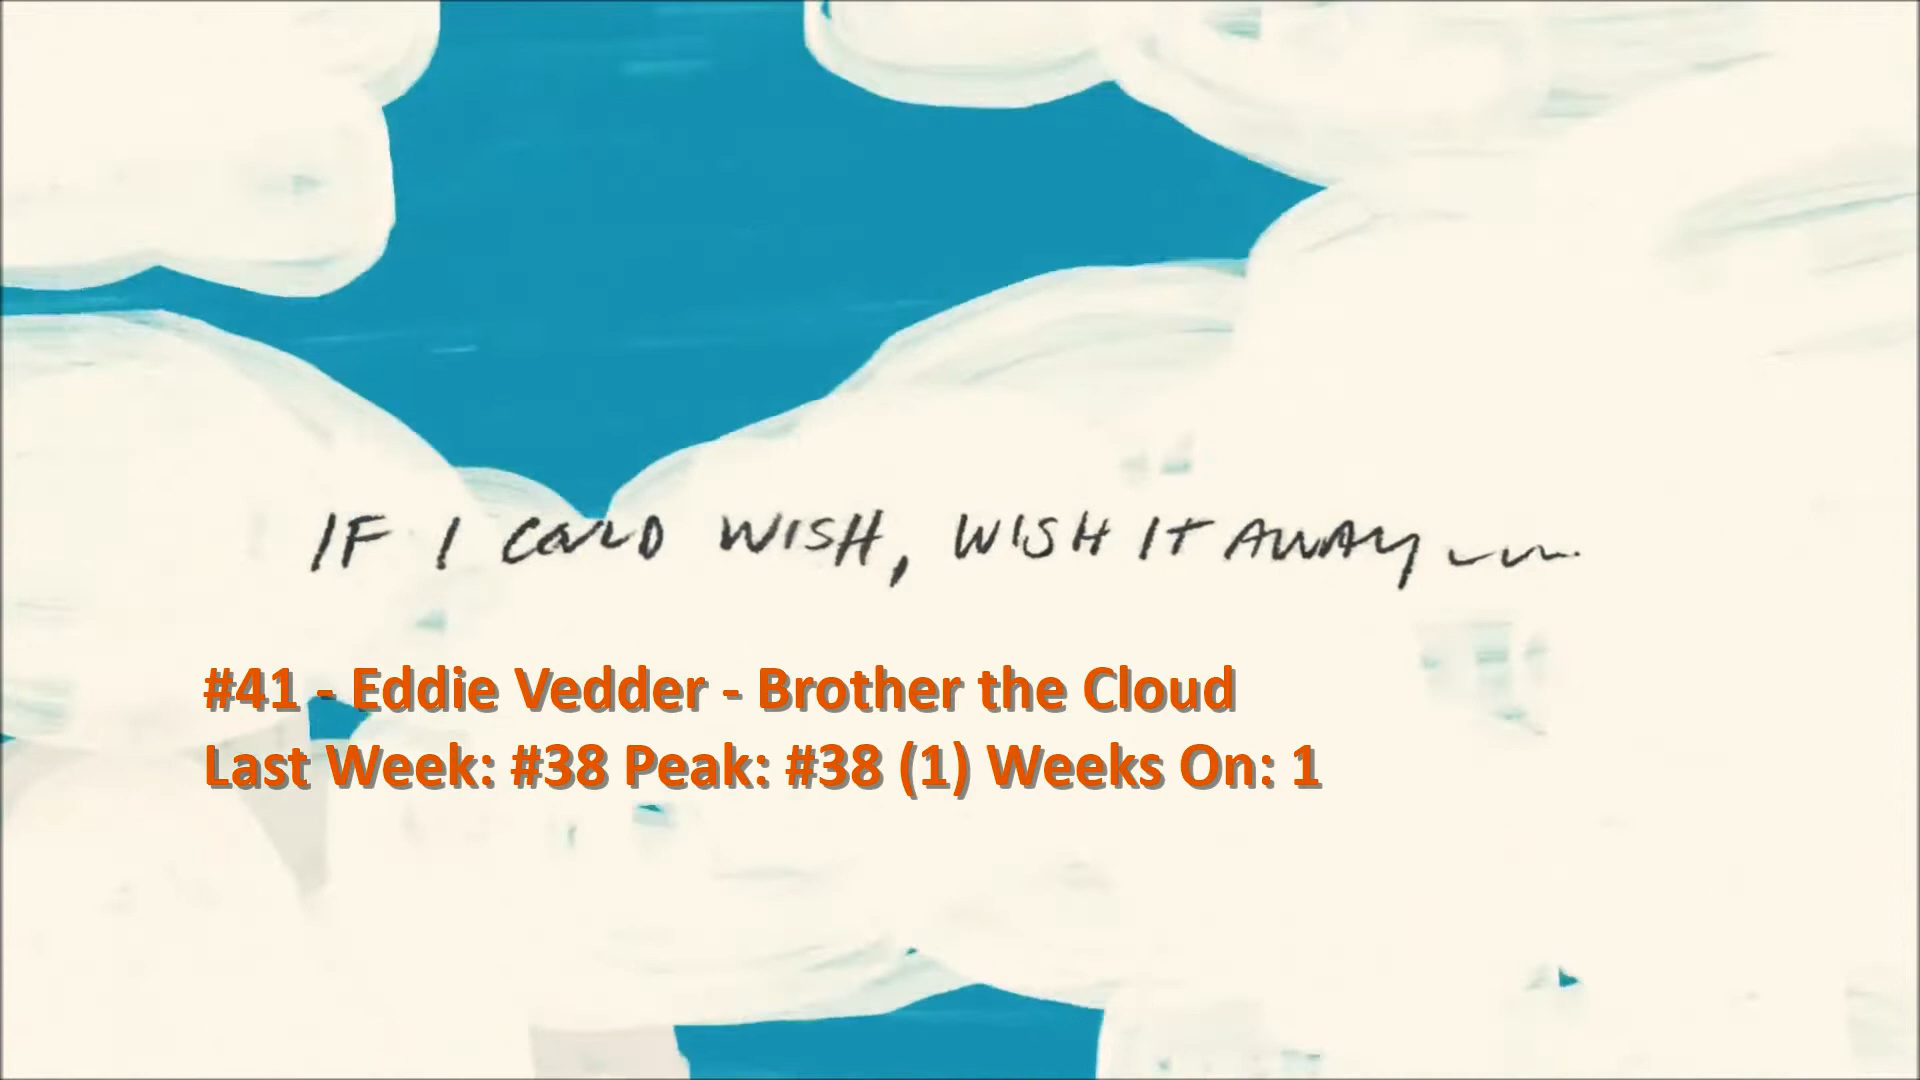 IF I COULD WISH, WISH IT AWAY
#41 - Eddie Vedder - Brother the Cloud
Last Week: #38 Peak: #38 (1) Weeks On: 1